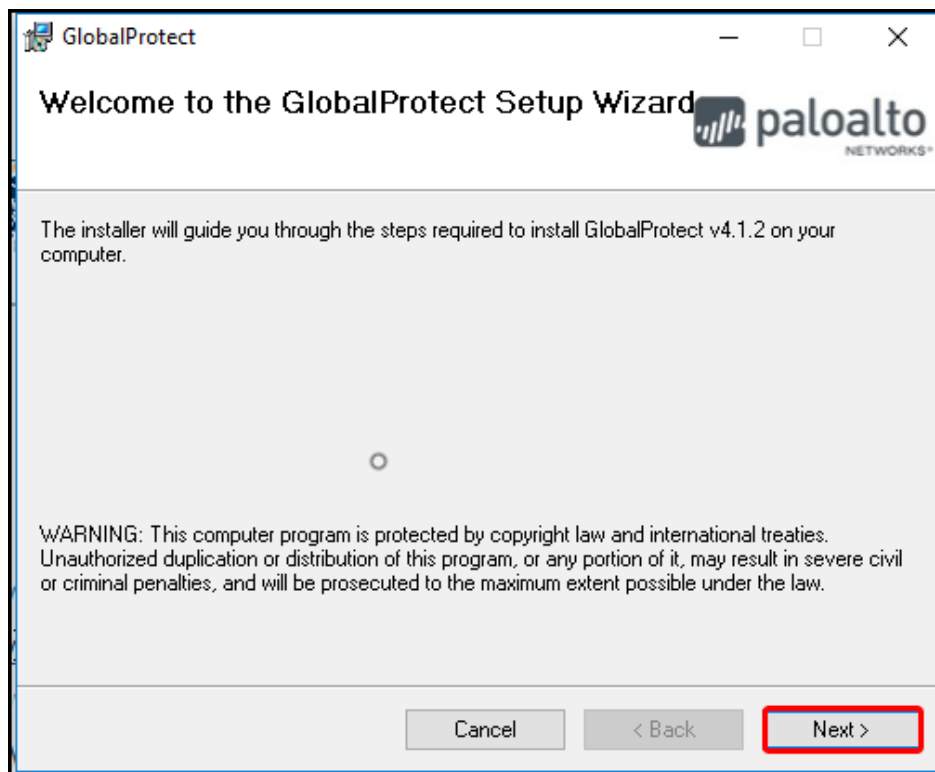 GlobalProtect
Welcome to the GlobalProtect Setup Wizard
paloalto
NETWORKS®
The installer will guide you through the steps required to install GlobalProtect v4.1.2 on your
computer.
WARNING: This computer program is protected by copyright law and international treaties.
Unauthorized duplication or distribution of this program, or any portion of it, may result in severe civil
or criminal penalties, and will be prosecuted to the maximum extent possible under the law.
Cancel < Back Next >